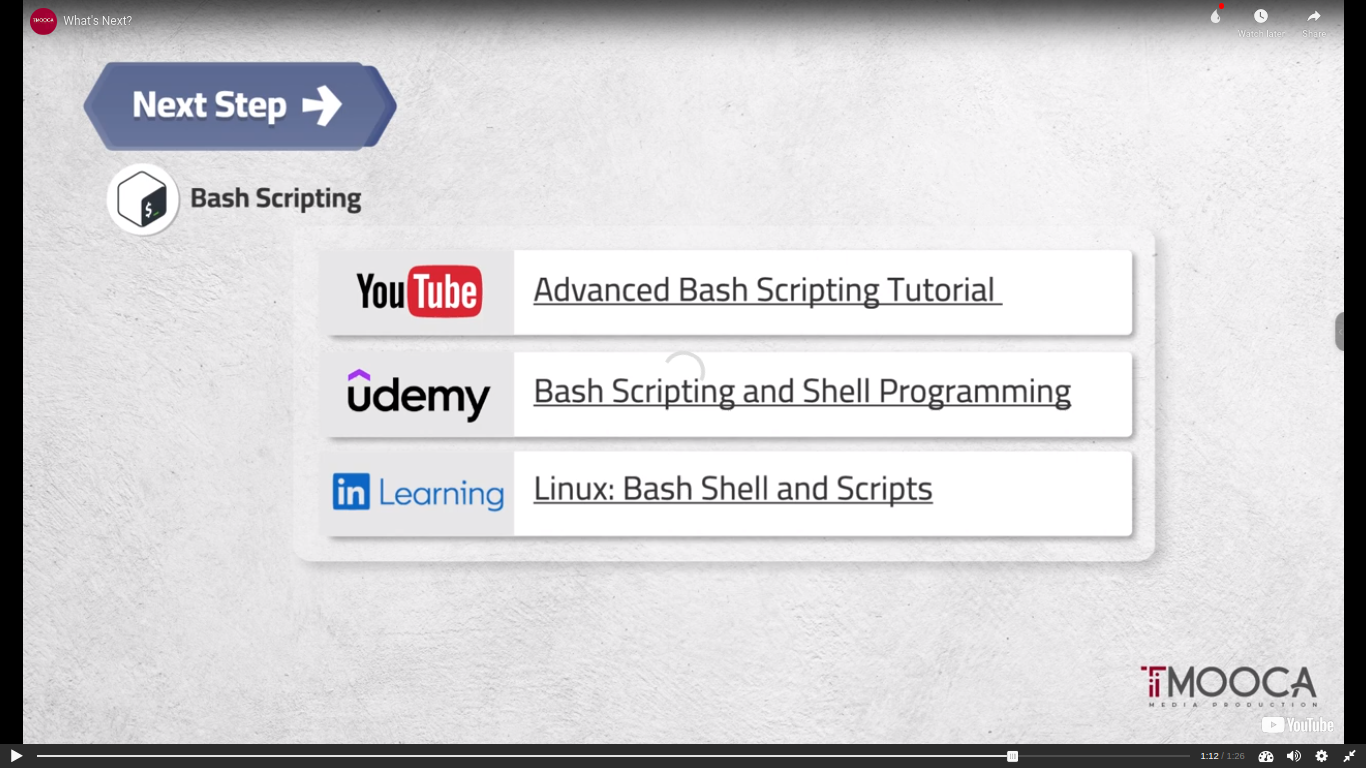 TMOOCA
What's Next?
Watch later
Share
Next Step
$_
Bash Scripting
YouTube
Advanced Bash Scripting Tutorial
udemy
Bash Scripting and Shell Programming
in Learning
Linux: Bash Shell and Scripts
TMOOCA
MEDIA PRODUCTION
YouTube
1:12 / 1:26